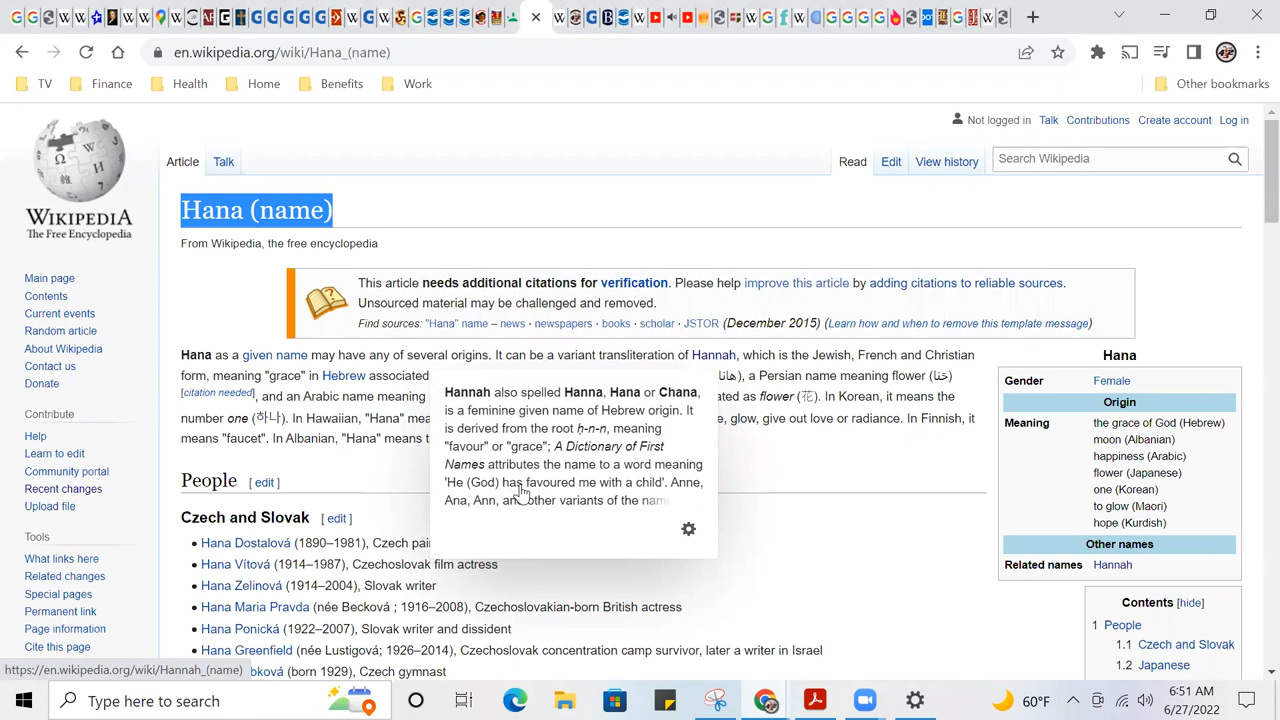 en.wikipedia.org/wiki/Hana_(name)
TV Finance Health Home Benefits Work Other bookmarks
Not logged in Talk Contributions Create account Log in
Article Talk Read Edit View history Search Wikipedia
WIKIPEDIA
The Free Encyclopedia
Main page
Contents
Current events
Random article
About Wikipedia
Contact us
Donate
Contribute
Help
Learn to edit
Community portal
Recent changes
Upload file
Tools
What links here
Related changes
Special pages
Permanent link
Page information
Cite this page
Hana (name)
From Wikipedia, the free encyclopedia
This article needs additional citations for verification. Please help improve this article by adding citations to reliable sources.
Unsourced material may be challenged and removed.
Find sources: "Hana" name – news · newspapers · books · scholar · JSTOR (December 2015) (Learn how and when to remove this template message)
Hana as a given name may have any of several origins. It can be a variant transliteration of Hannah, which is the Jewish, French and Christian
form, meaning "grace" in Hebrew associated (هانا), a Persian name meaning flower (حَنا)
[citation needed], and an Arabic name meaning ated as flower (花). In Korean, it means the
number one (하나). In Hawaiian, "Hana" mea , glow, give out love or radiance. In Finnish, it
means "faucet". In Albanian, "Hana" means t
Hannah also spelled Hanna, Hana or Chana,
is a feminine given name of Hebrew origin. It
is derived from the root ḥ-n-n, meaning
"favour" or "grace"; A Dictionary of First
Names attributes the name to a word meaning
'He (God) has favoured me with a child'. Anne,
Ana, Ann, and other variants of the name
People [ edit ]
Czech and Slovak [ edit ]
• Hana Dostalová (1890–1981), Czech pai
• Hana Vítová (1914–1987), Czechoslovak film actress
• Hana Zelinová (1914–2004), Slovak writer
• Hana Maria Pravda (née Becková ; 1916–2008), Czechoslovakian-born British actress
• Hana Ponická (1922–2007), Slovak writer and dissident
• Hana Greenfield (née Lustigová; 1926–2014), Czechoslovak concentration camp survivor, later a writer in Israel
bková (born 1929), Czech gymnast
Hana
Gender Female
Origin
Meaning the grace of God (Hebrew)
moon (Albanian)
happiness (Arabic)
flower (Japanese)
one (Korean)
to glow (Maori)
hope (Kurdish)
Other names
Related names Hannah
Contents [hide]
1 People
1.1 Czech and Slovak
1.2 Japanese
https://en.wikipedia.org/wiki/Hannah_(name)
Type here to search
60°F
6:51 AM
6/27/2022